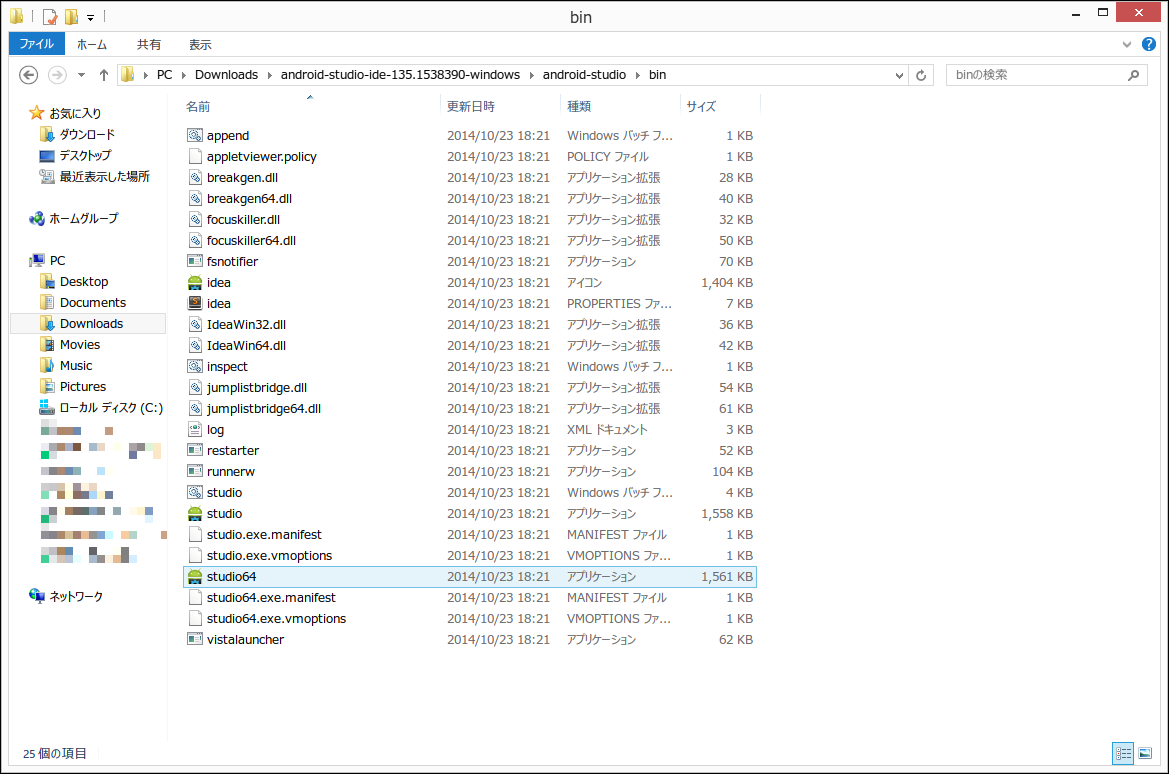 bin
ファイル ホーム 共有 表示
PC Downloads android-studio-ide-135.1538390-windows android-studio bin binの検索
お気に入り
ダウンロード
デスクトップ
最近表示した場所
ホームグループ
PC
Desktop
Documents
Downloads
Movies
Music
Pictures
ローカル ディスク (C:)
ネットワーク
名前 更新日時 種類 サイズ
append 2014/10/23 18:21 Windows バッチ フ... 1 KB
appletviewer.policy 2014/10/23 18:21 POLICY ファイル 1 KB
breakgen.dll 2014/10/23 18:21 アプリケーション拡張 28 KB
breakgen64.dll 2014/10/23 18:21 アプリケーション拡張 40 KB
focuskiller.dll 2014/10/23 18:21 アプリケーション拡張 32 KB
focuskiller64.dll 2014/10/23 18:21 アプリケーション拡張 50 KB
fsnotifier 2014/10/23 18:21 アプリケーション 70 KB
idea 2014/10/23 18:21 アイコン 1,404 KB
idea 2014/10/23 18:21 PROPERTIES ファ... 7 KB
IdeaWin32.dll 2014/10/23 18:21 アプリケーション拡張 36 KB
IdeaWin64.dll 2014/10/23 18:21 アプリケーション拡張 42 KB
inspect 2014/10/23 18:21 Windows バッチ フ... 1 KB
jumplistbridge.dll 2014/10/23 18:21 アプリケーション拡張 54 KB
jumplistbridge64.dll 2014/10/23 18:21 アプリケーション拡張 61 KB
log 2014/10/23 18:21 XML ドキュメント 3 KB
restarter 2014/10/23 18:21 アプリケーション 52 KB
runnerw 2014/10/23 18:21 アプリケーション 104 KB
studio 2014/10/23 18:21 Windows バッチ フ... 4 KB
studio 2014/10/23 18:21 アプリケーション 1,558 KB
studio.exe.manifest 2014/10/23 18:21 MANIFEST ファイル 1 KB
studio.exe.vmoptions 2014/10/23 18:21 VMOPTIONS ファ... 1 KB
studio64 2014/10/23 18:21 アプリケーション 1,561 KB
studio64.exe.manifest 2014/10/23 18:21 MANIFEST ファイル 1 KB
studio64.exe.vmoptions 2014/10/23 18:21 VMOPTIONS ファ... 1 KB
vistalauncher 2014/10/23 18:21 アプリケーション 62 KB
25 個の項目